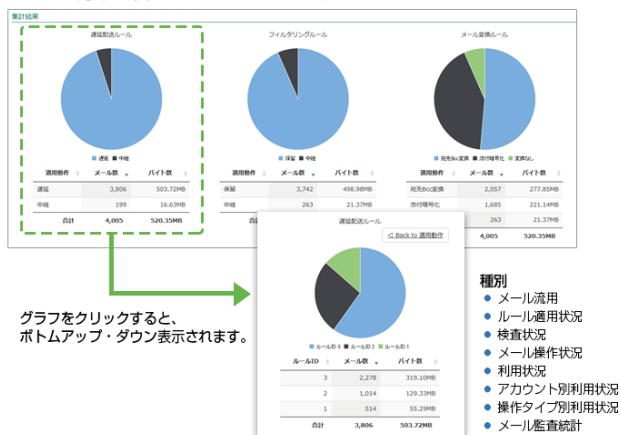 集計結果
遅延配送ルール
遅延 中継
適用動作 メール数 バイト数
遅延 3,806 503.72MB
中継 199 16.63MB
合計 4,005 520.35MB
フィルタリングルール
保留 中継
適用動作 メール数 バイト数
保留 3,742 498.98MB
中継 263 21.37MB
メール変換ルール
宛先Bcc変換 添付暗号化 変換なし
適用動作 メール数 バイト数
宛先Bcc変換 2,057 277.85MB
添付暗号化 1,685 221.14MB
263 21.37MB
4,005 520.35MB
遅延配送ルール
Back to 適用動作
ルールID 3 ルールID 2 ルールID 1
ルールID メール数 バイト数
3 2,278 319.10MB
2 1,014 129.33MB
1 514 55.29MB
合計 3,806 503.72MB
グラフをクリックすると、
ボトムアップ・ダウン表示されます。
種別
メール流用
ルール適用状況
検査状況
メール操作状況
利用状況
アカウント別利用状況
操作タイプ別利用状況
メール監査統計